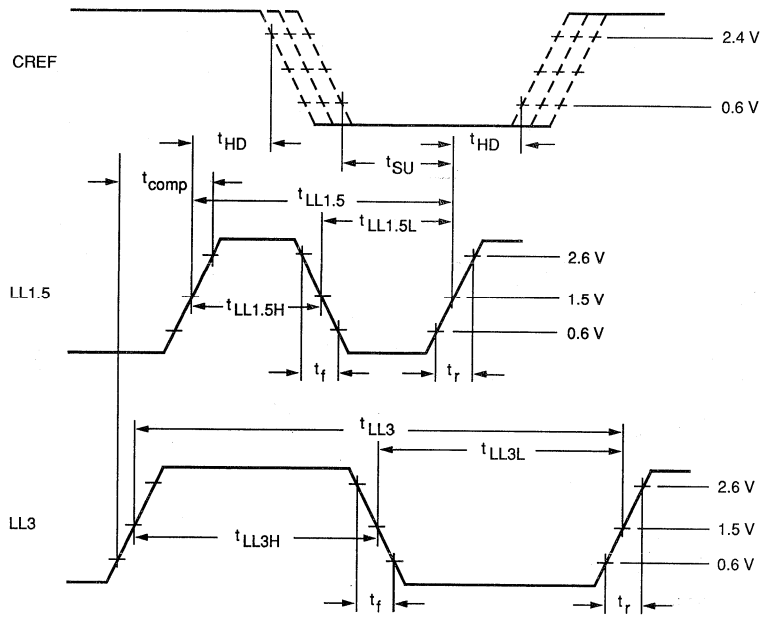 2.4 V
CREF
0.6 V
tHD
tHD
tSU
tcomp
tLL1.5
tLL1.5L
2.6 V
LL1.5
1.5 V
tLL1.5H
0.6 V
tf
tr
tLL3
tLL3L
2.6 V
LL3
1.5 V
tLL3H
0.6 V
tf
tr